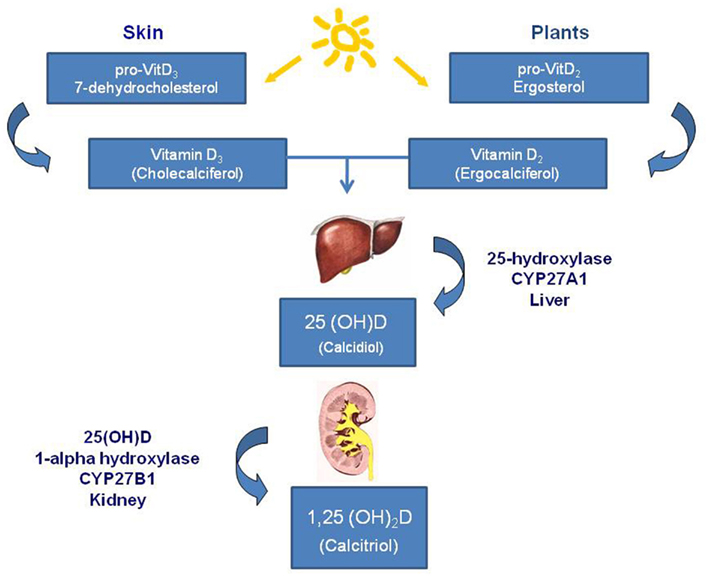 Skin
Plants
pro-VitD₃
7-dehydrocholesterol
pro-VitD₂
Ergosterol
Vitamin D₃
(Cholecalciferol)
Vitamin D₂
(Ergocalciferol)
25-hydroxylase
CYP27A1
Liver
25 (OH)D
(Calcidiol)
25(OH)D
1-alpha hydroxylase
CYP27B1
Kidney
1,25 (OH)₂D
(Calcitriol)